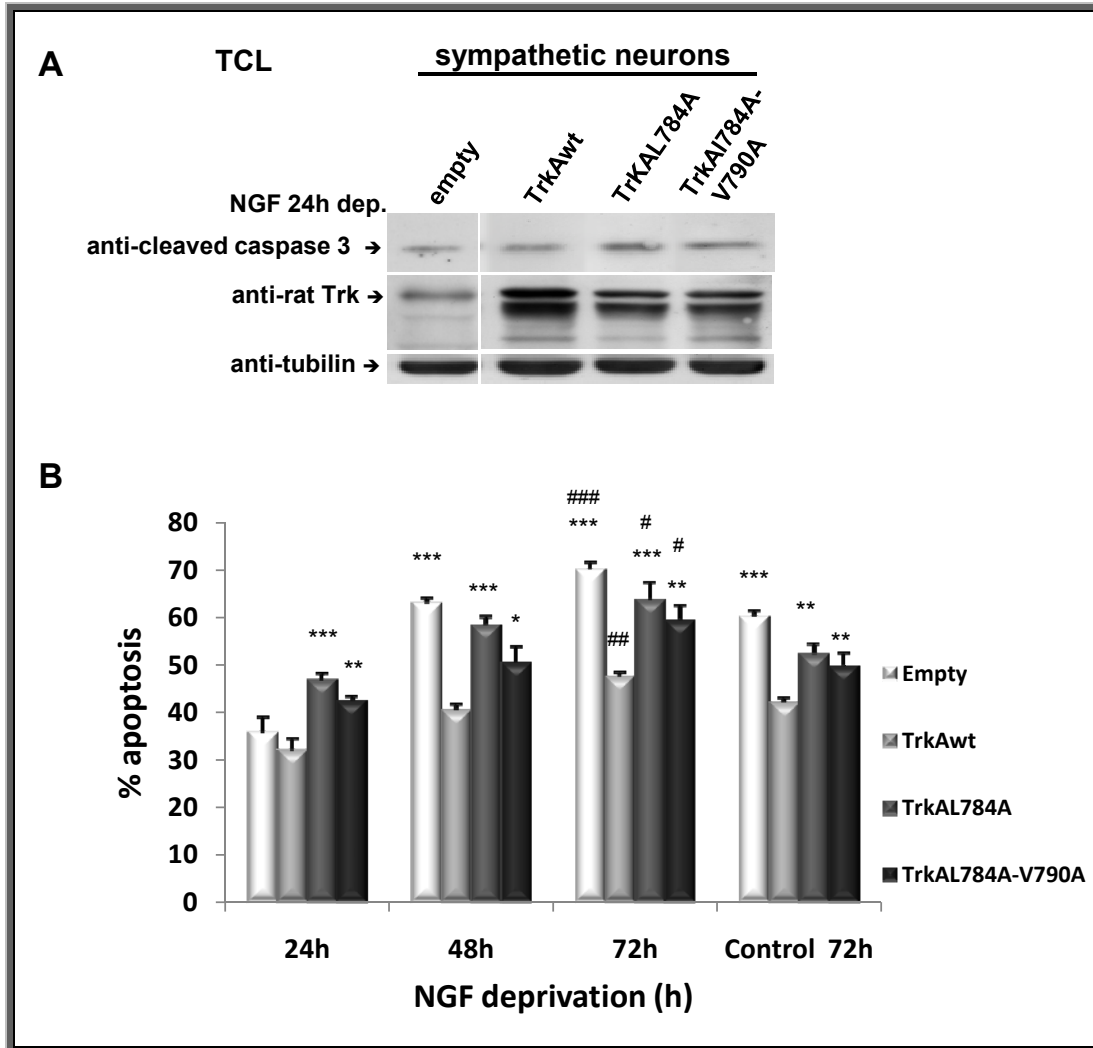 A
TCL
sympathetic neurons
empty
TrkAwt
TrKAL784A
TrkAl784A-
V790A
NGF 24h dep.
anti-cleaved caspase 3 →
anti-rat Trk →
anti-tubilin →
B
% apoptosis
80
70
60
50
40
30
20
10
0
***
**
***
***
*
###
***
##
#
***
#
**
***
**
**
24h
48h
72h
Control 72h
NGF deprivation (h)
Empty
TrkAwt
TrkAL784A
TrkAL784A-V790A